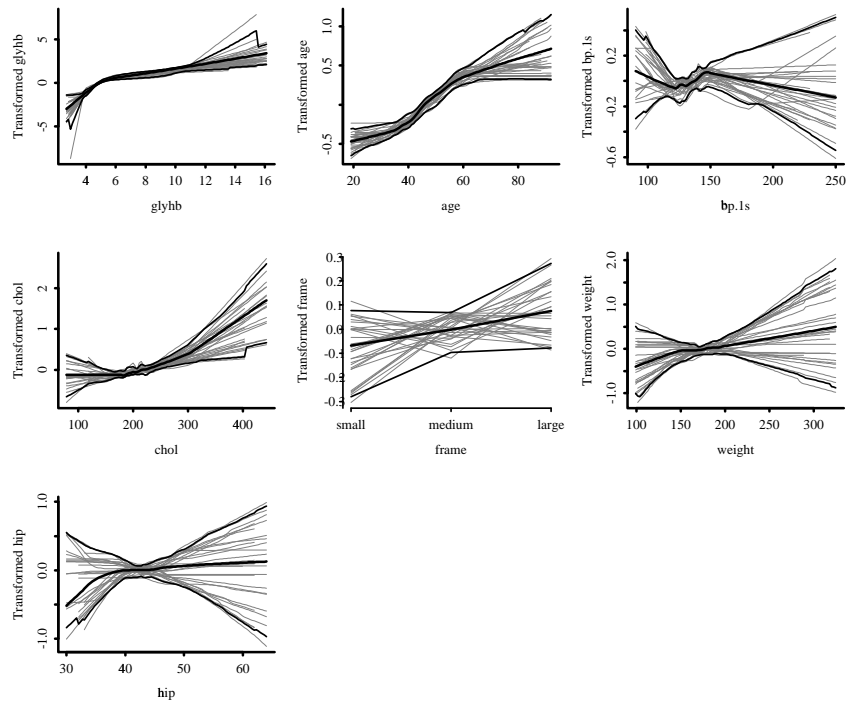 Transformed glyhb
5
0
-5
4 6 8 10 12 14 16
glyhb
Transformed age
1.0
0.5
-0.5
20 40 60 80
age
Transformed bp.1s
0.2
-0.2
-0.6
100 150 200 250
bp.1s
Transformed chol
2
1
0
100 200 300 400
chol
Transformed frame
0.3
0.2
0.1
0.0
-0.1
-0.2
-0.3
small medium large
frame
Transformed weight
2.0
1.0
0.0
-1.0
100 150 200 250 300
weight
Transformed hip
1.0
0.0
-1.0
30 40 50 60
hip